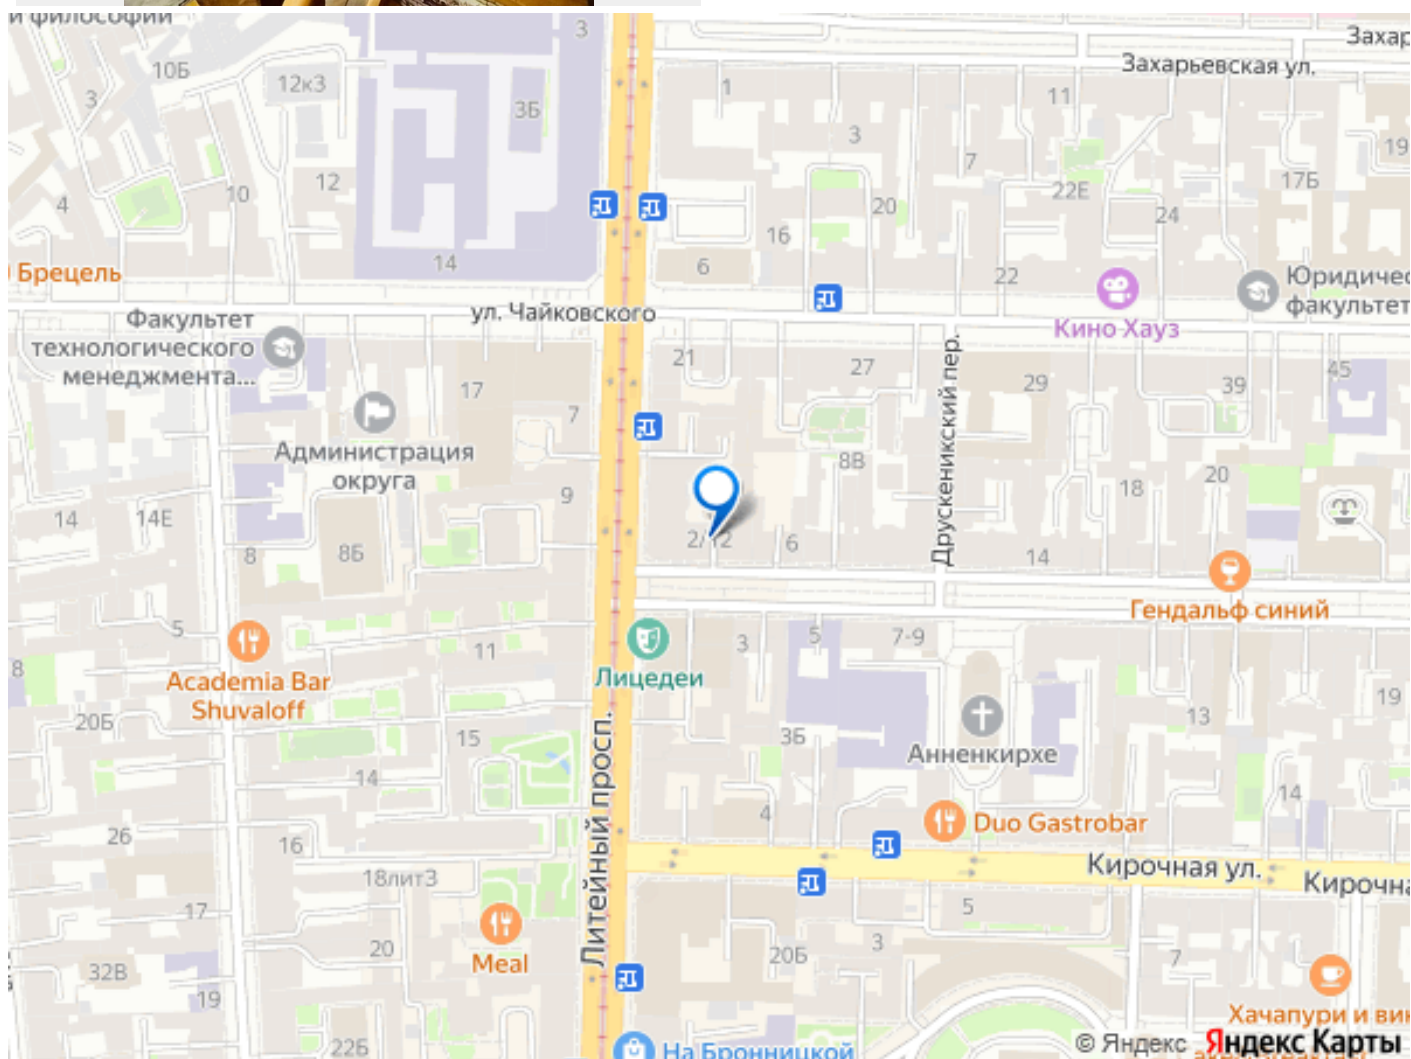 и философии
3
Захар
Захарьевская ул.
10Б
12к3
3
3Б
1
11
3
19
7
12
10
4
22Е
17Б
20
24
16
14
6
22
Брецель
Юридичес
факультет
ул. Чайковского
Кино Хауз
Факультет
технологического
менеджмента...
21
27
17
29
39
45
7
Друскеникский пер.
Администрация
округа
8В
20
18
9
14
14Е
8
8Б
2/12
6
14
Гендальф синий
5
3
5
7-9
11
Лицедеи
8
Academia Bar
Shuvaloff
19
20Б
13
15
3Б
Анненкирхе
14
Литейный просп.
4
14
Duo Gastrobar
26
16
Кирочная ул.
Кирочна
18лит3
17
5
20
3
20Б
7
Meal
32В
19
Хачапури и вин
22Б
На Бронницкой
© Яндекс Яндекс Карты